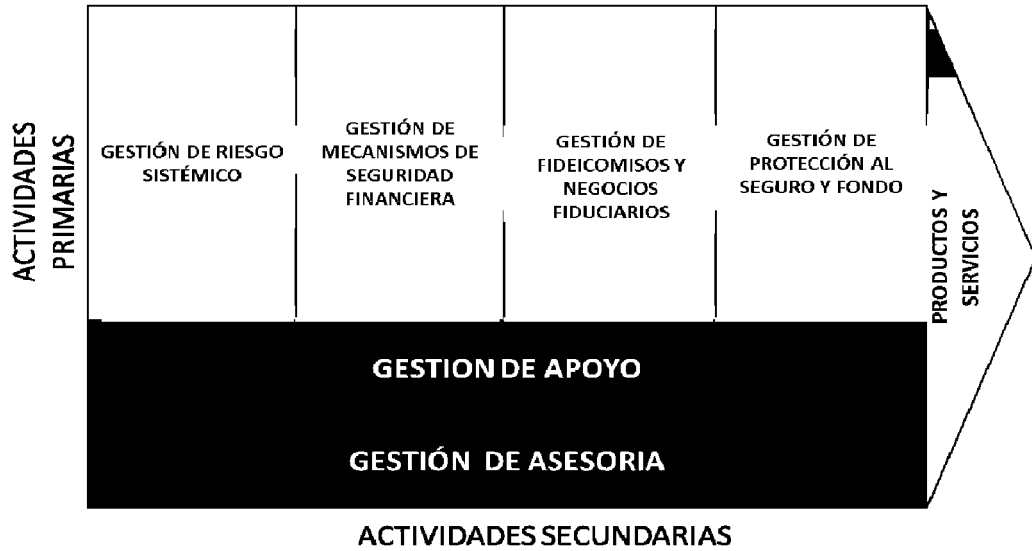 ACTIVIDADES
PRIMARIAS
GESTIÓN DE RIESGO
SISTÉMICO
GESTIÓN DE
MECANISMOS DE
SEGURIDAD
FINANCIERA
GESTIÓN DE
FIDEICOMISOS Y
NEGOCIOS
FIDUCIARIOS
GESTIÓN DE
PROTECCIÓN AL
SEGURO Y FONDO
PRODUCTOS Y
SERVICIOS
GESTION DE APOYO
GESTIÓN DE ASESORIA
ACTIVIDADES SECUNDARIAS